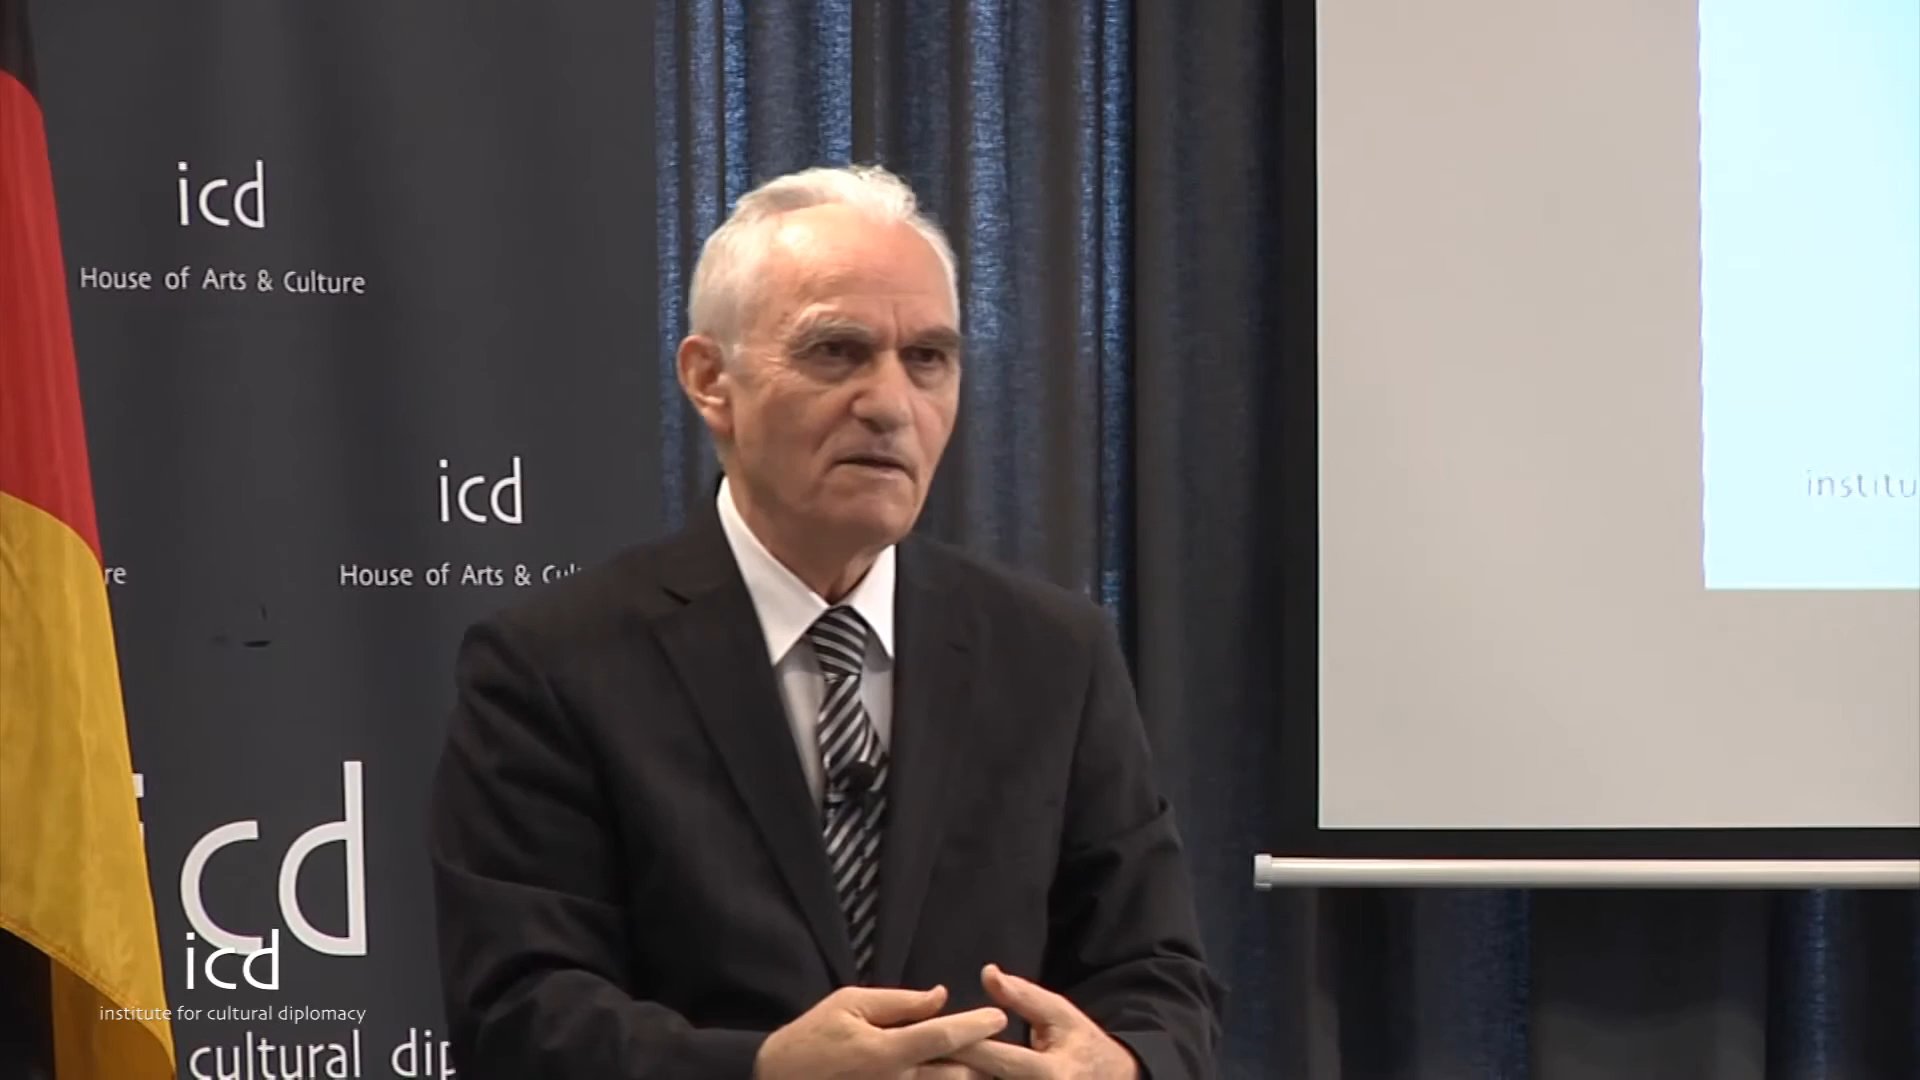 icd
House of Arts & Culture
icd
House of Arts &
re
icd
icd
institute for cultural diplomacy
cultural dip
institu